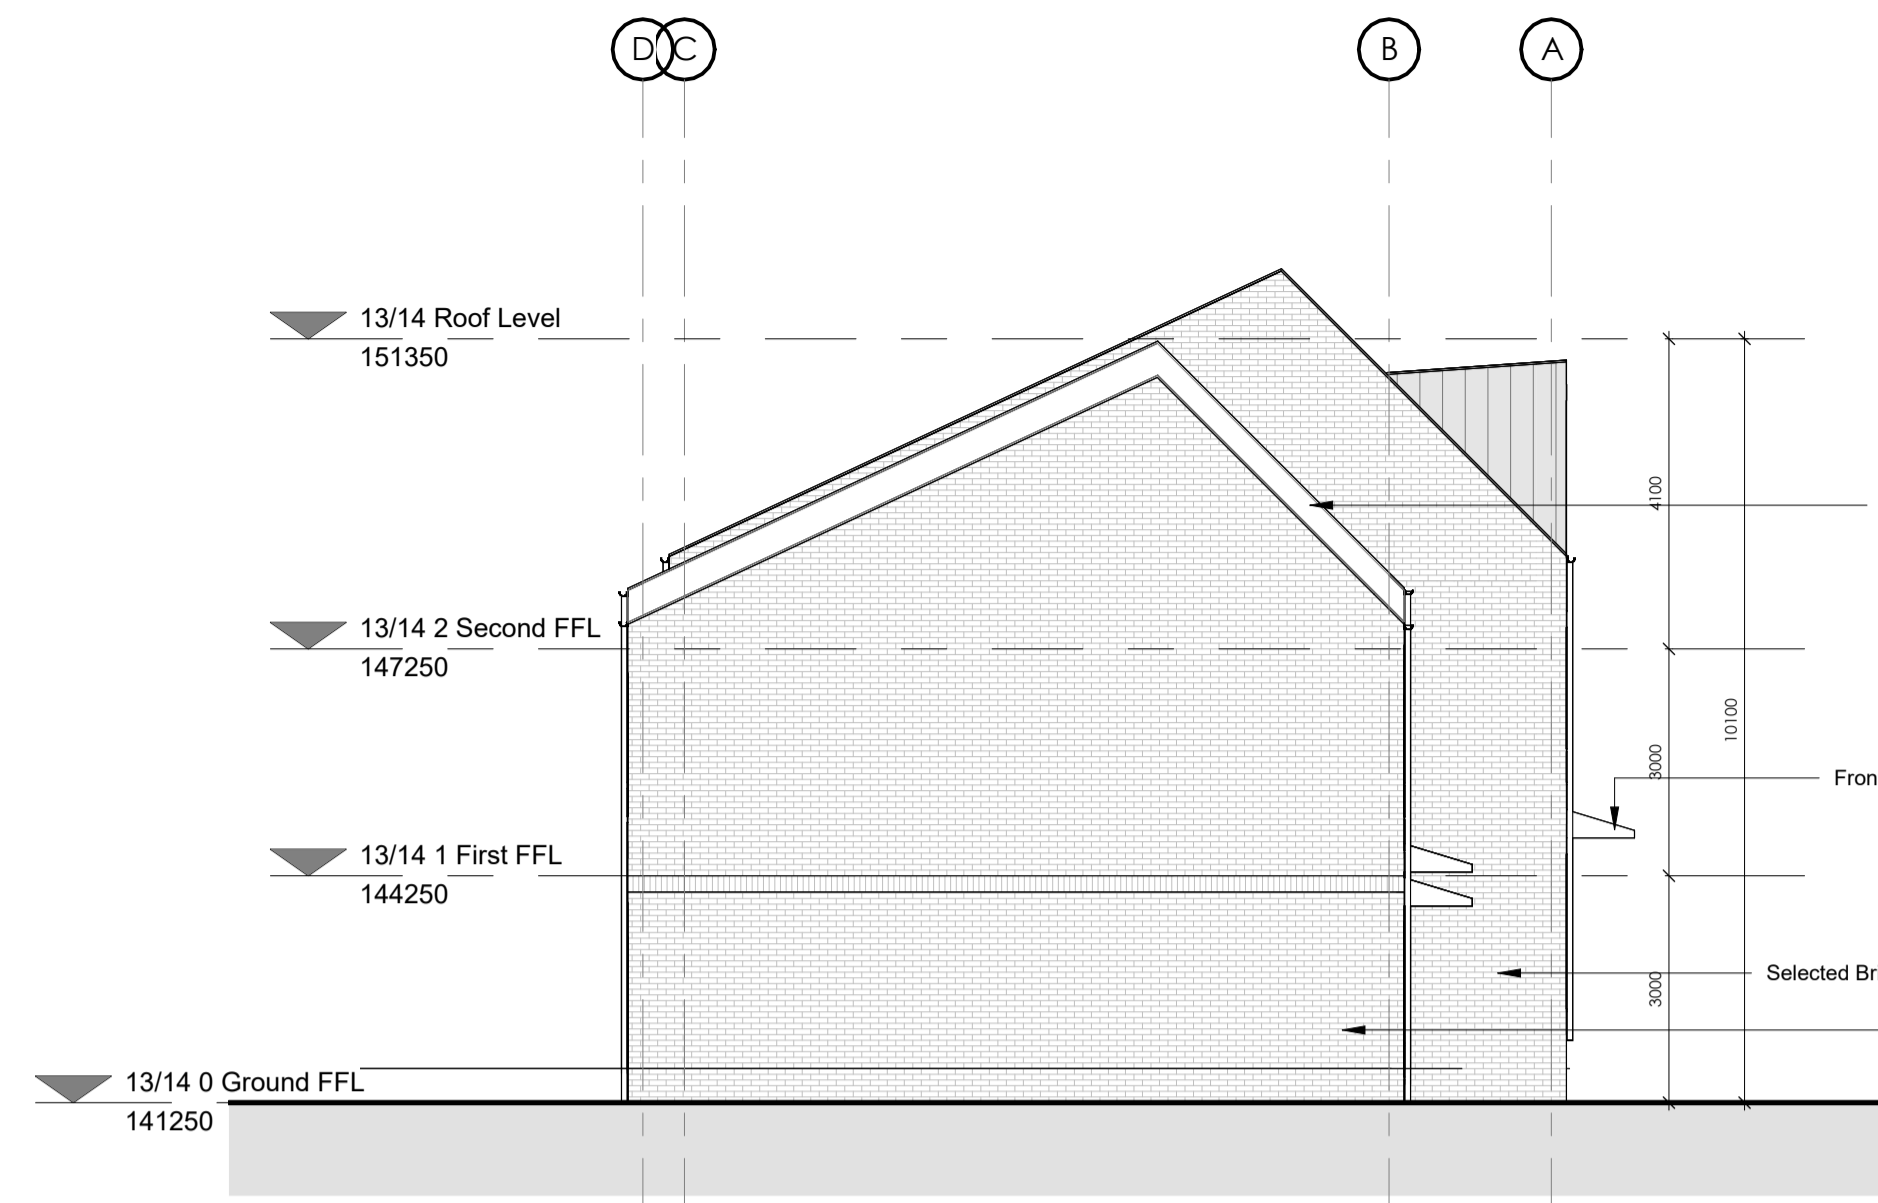 D C B A
13/14 Roof Level
151350
4100
13/14 2 Second FFL
147250
10100
3000
Fron
13/14 1 First FFL
144250
Selected Bri
3000
13/14 0 Ground FFL
141250